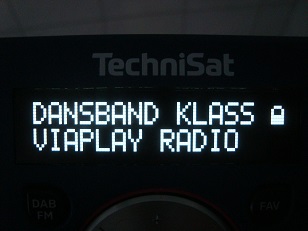 TechniSat
DANSBAND KLASS
VIAPLAY RADIO
DAB
FM
FAV